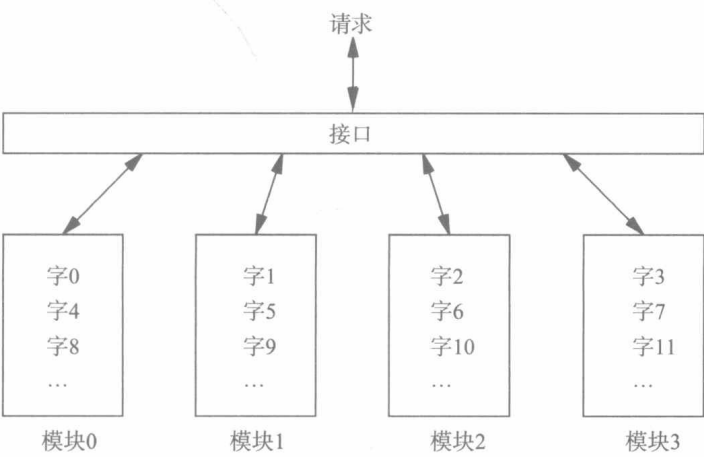 请求
接口
字0 字1 字2 字3
字4 字5 字6 字7
字8 字9 字10 字11
… … … …
模块0 模块1 模块2 模块3